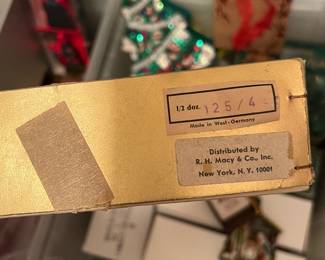 1/2 doz. 125/4
Made in West-Germany
Distributed by
R. H. Macy & Co., Inc.
New York, N. Y. 10001